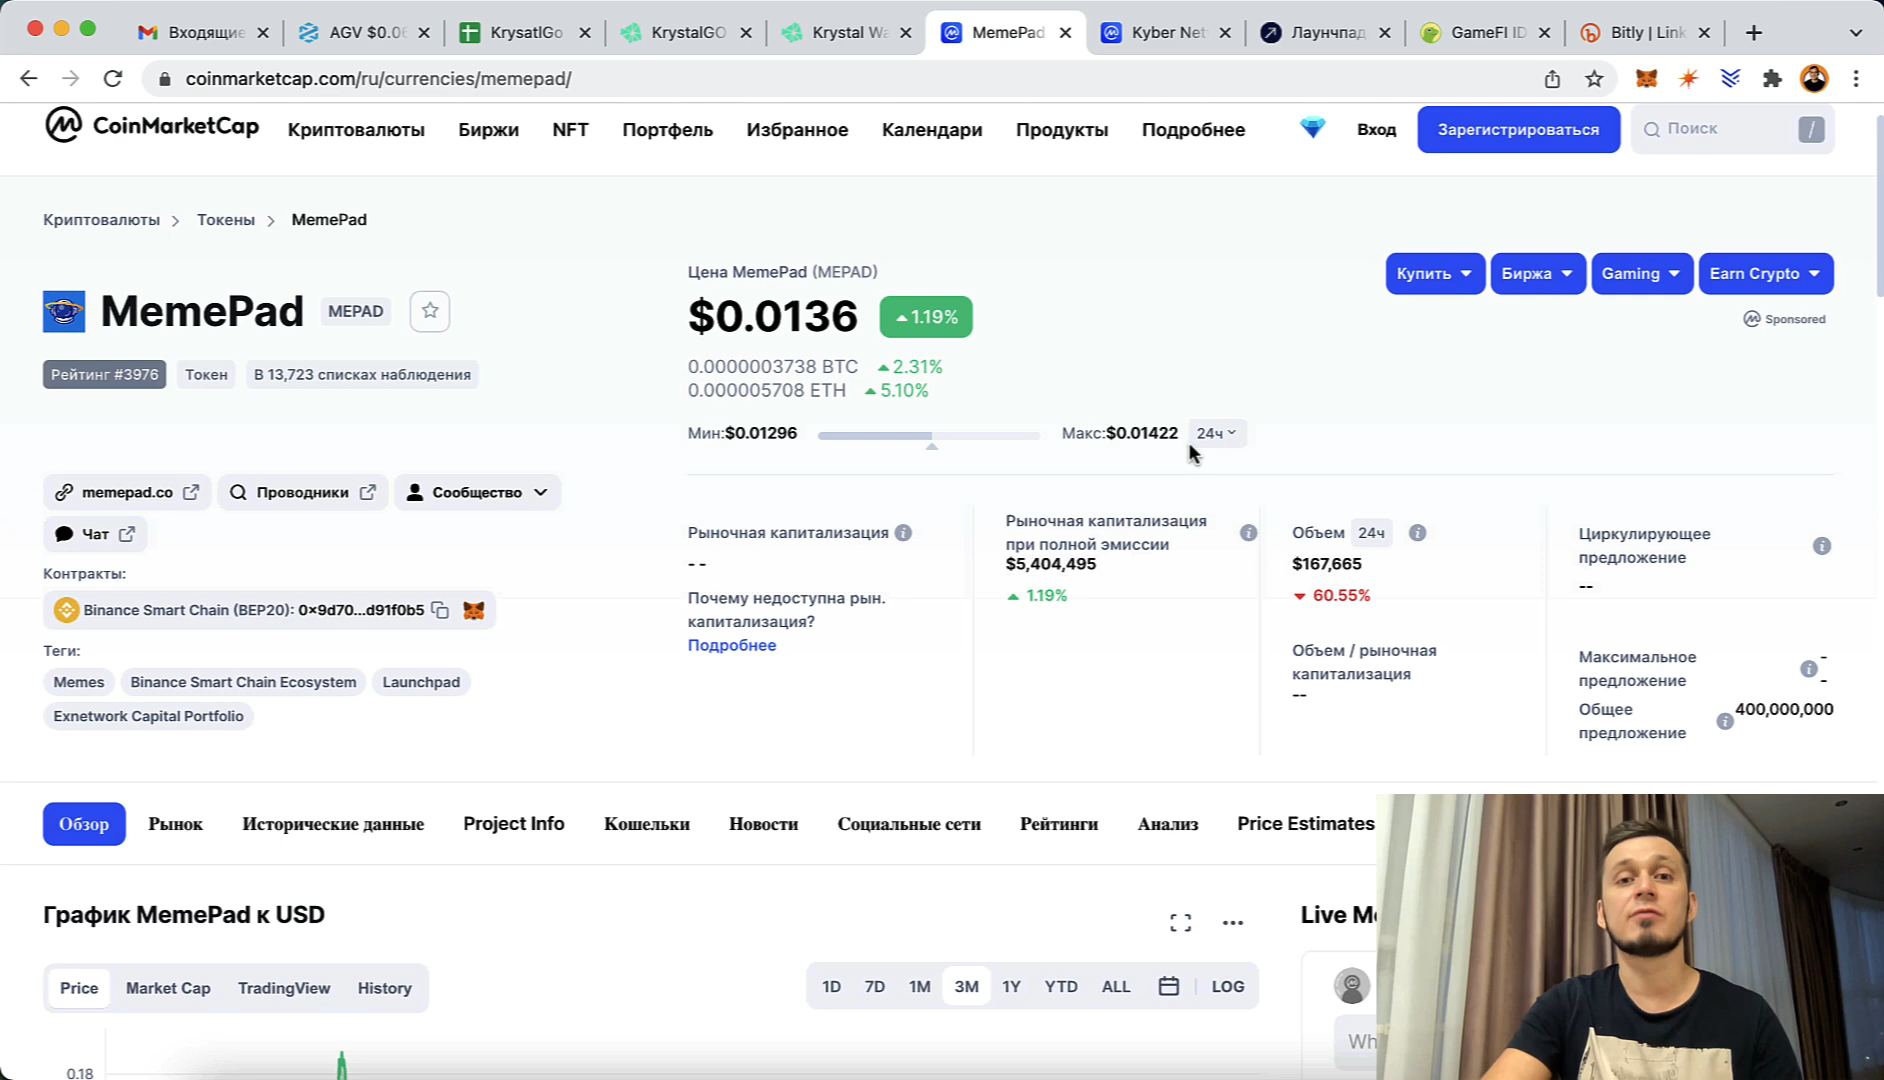 Входящие
AGV $0.0
KrysatlGo
KrystalGO
Krystal Wa
MemePad
Kyber Net
Лаунчпад
GameFI ID
Bitly | Link
coinmarketcap.com/ru/currencies/memepad/
CoinMarketCap
Криптовалюты
Биржи
NFT
Портфель
Избранное
Календари
Продукты
Подробнее
Вход
Зарегистрироваться
Поиск
/
Криптовалюты > Токены > MemePad
MemePad
MEPAD
Рейтинг #3976
Токен
В 13,723 списках наблюдения
memepad.co
Проводники
Сообщество
Чат
Контракты:
Binance Smart Chain (BEP20): 0x9d70...d91f0b5
Теги:
Memes
Binance Smart Chain Ecosystem
Launchpad
Exnetwork Capital Portfolio
Цена MemePad (MEPAD)
$0.0136
1.19%
0.0000003738 BTC 2.31%
0.000005708 ETH 5.10%
Мин:$0.01296
Макс:$0.01422
24ч
Купить
Биржа
Gaming
Earn Crypto
Sponsored
Рыночная капитализация
- -
Почему недоступна рын.
капитализация?
Подробнее
Рыночная капитализация
при полной эмиссии
$5,404,495
1.19%
Объем 24ч
$167,665
60.55%
Объем / рыночная
капитализация
--
Циркулирующее
предложение
--
Максимальное
предложение
- -
Общее
предложение
400,000,000
Обзор
Рынок
Исторические данные
Project Info
Кошельки
Новости
Социальные сети
Рейтинги
Анализ
Price Estimates
График MemePad к USD
Live M
Price
Market Cap
TradingView
History
1D
7D
1M
3M
1Y
YTD
ALL
LOG
Wh
0.18